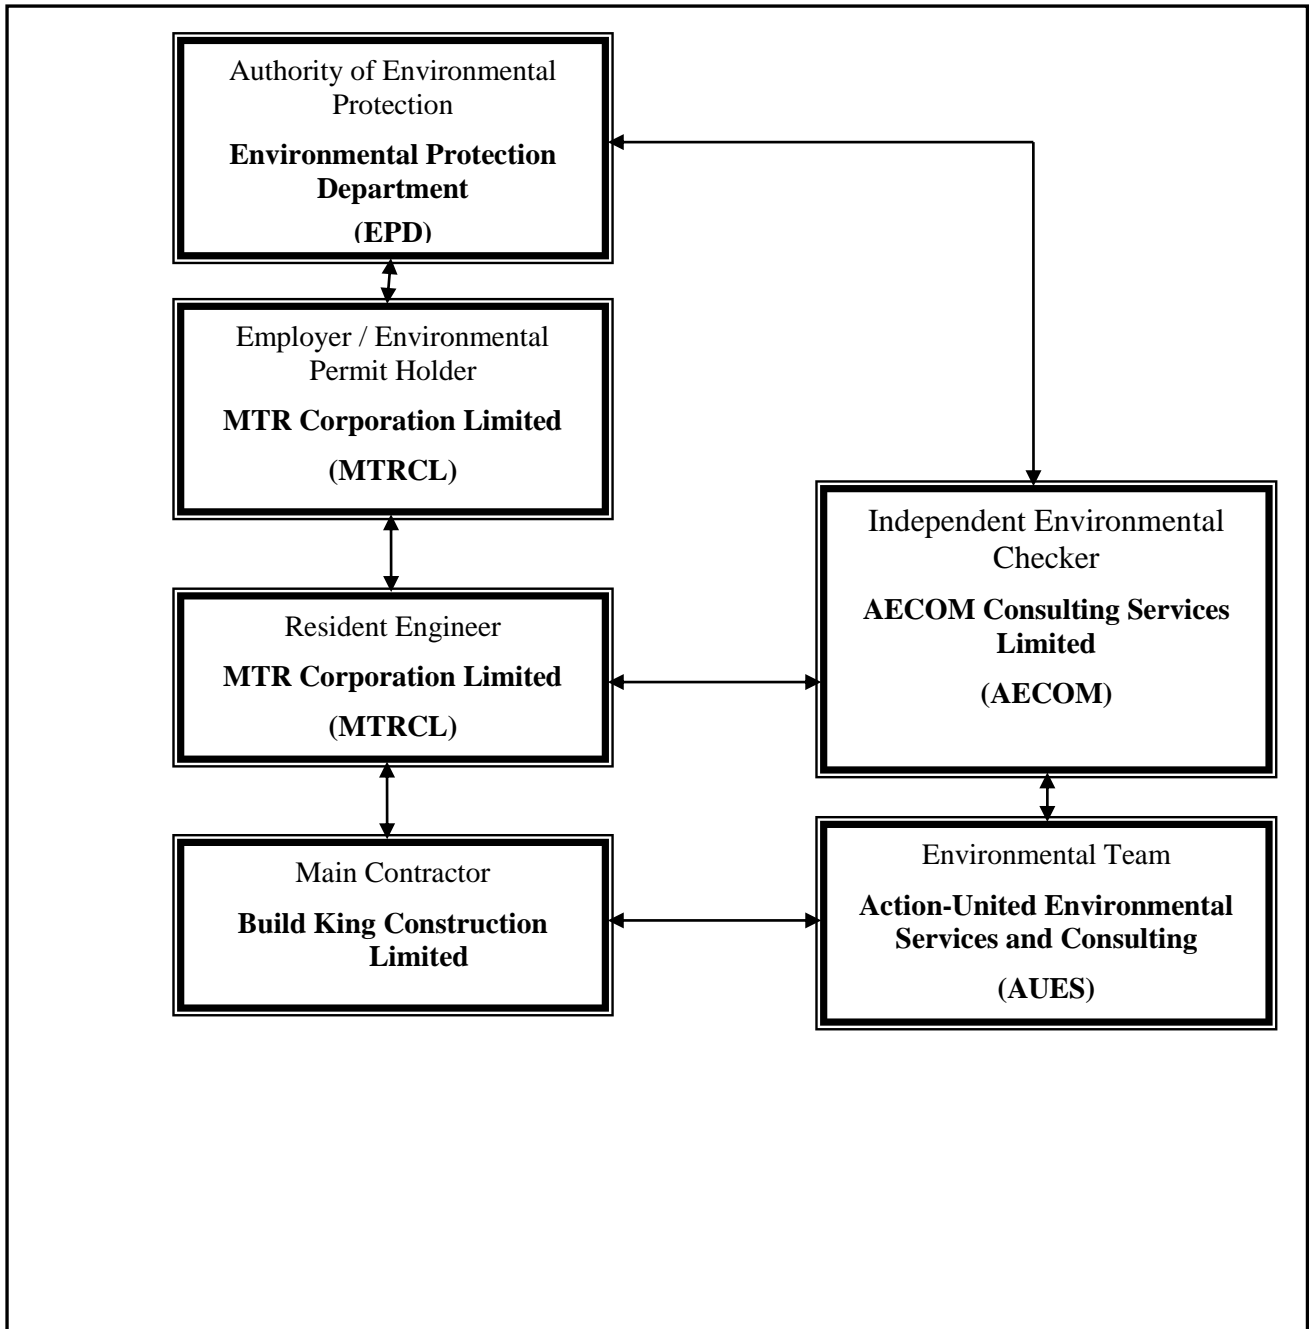 Authority of Environmental
Protection
Environmental Protection
Department
(EPD)
Employer / Environmental
Permit Holder
MTR Corporation Limited
(MTRCL)
Independent Environmental
Checker
AECOM Consulting Services
Limited
(AECOM)
Resident Engineer
MTR Corporation Limited
(MTRCL)
Main Contractor
Build King Construction
Limited
Environmental Team
Action-United Environmental
Services and Consulting
(AUES)